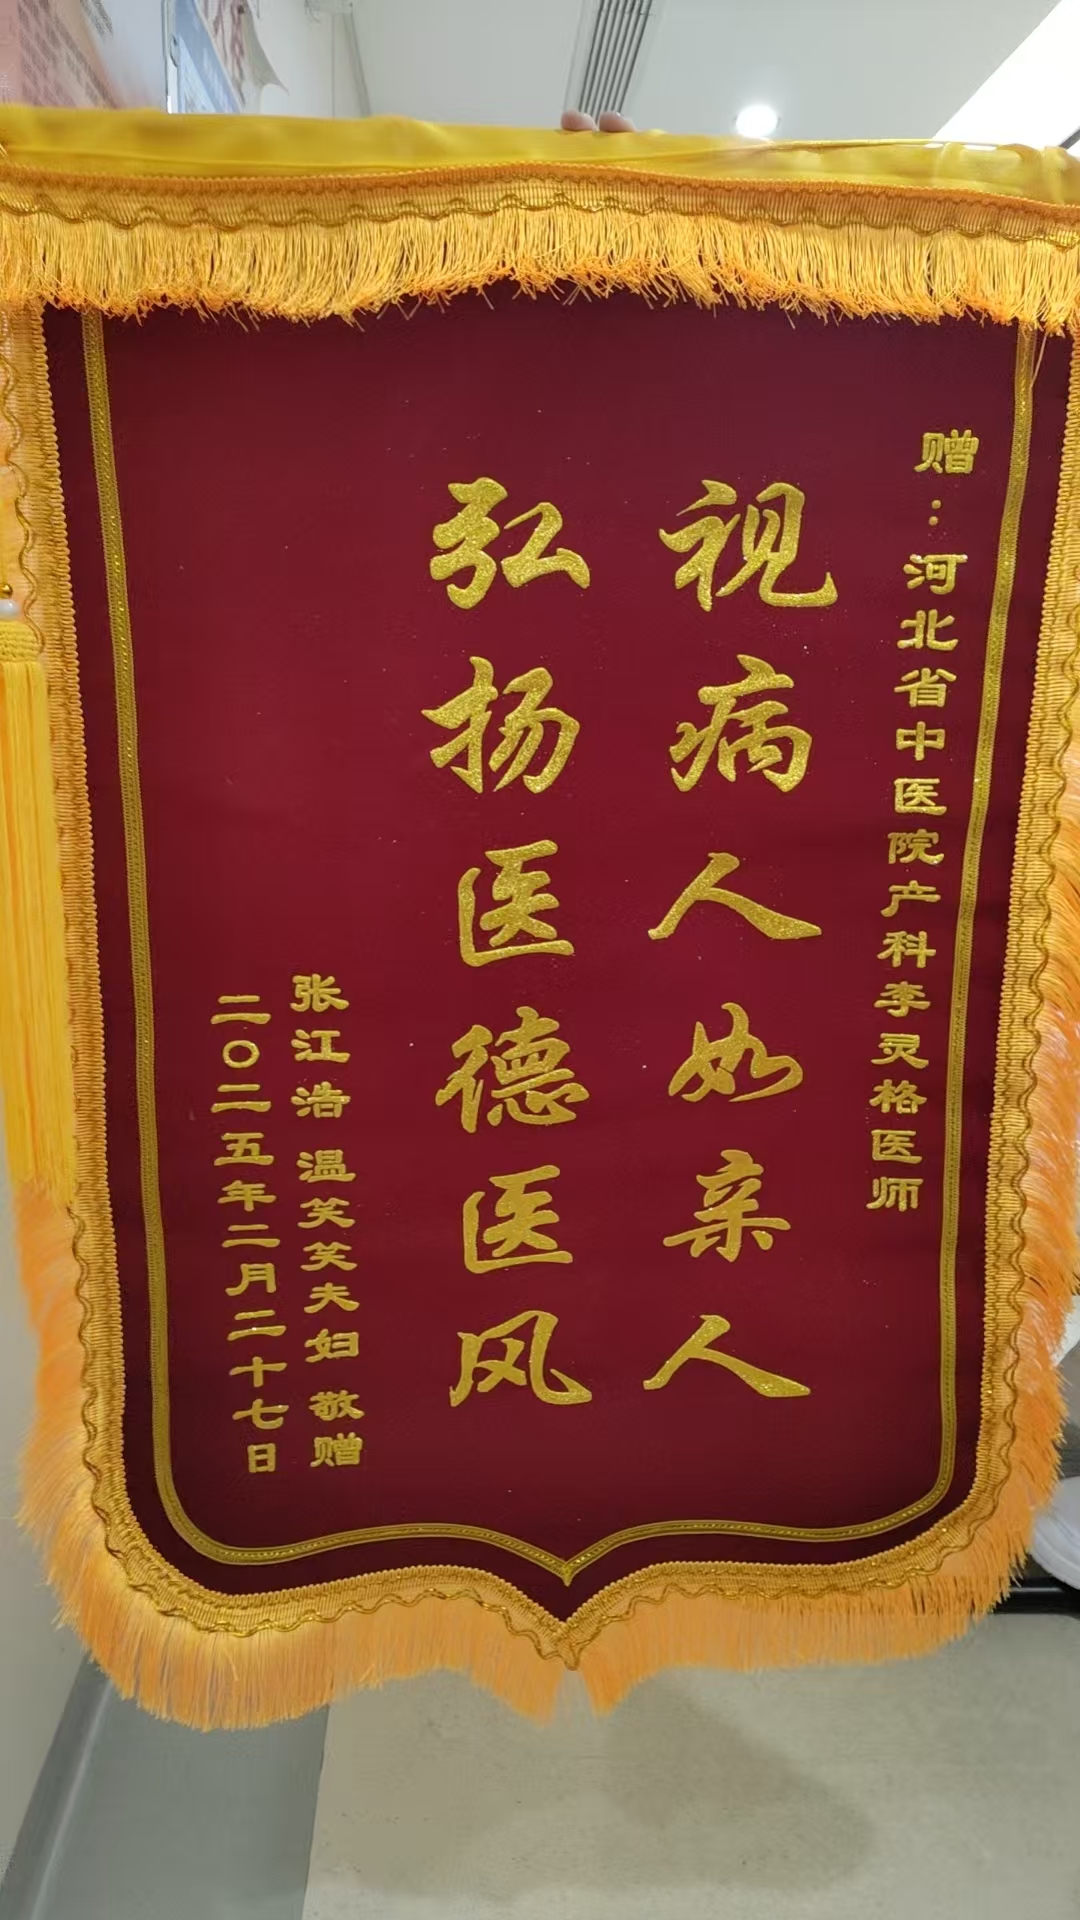 赠：河北省中医院产科李灵格医师
视病人如亲人
弘扬医德医风
张江浩 温笑笑夫妇 敬赠
二〇二五年二月二十七日